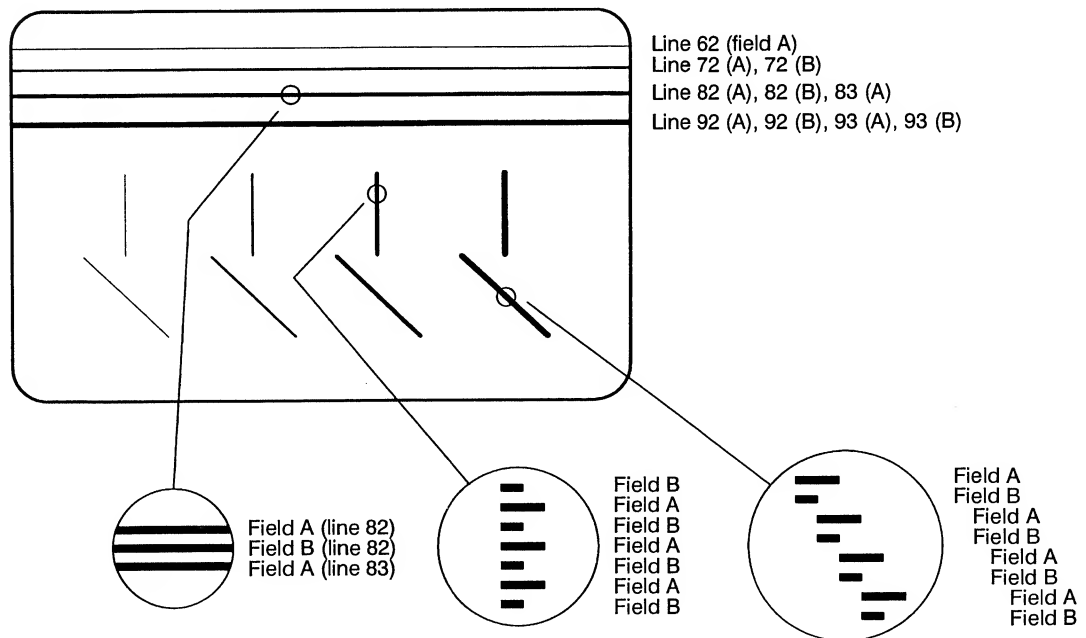 Line 62 (field A)
Line 72 (A), 72 (B)
Line 82 (A), 82 (B), 83 (A)
Line 92 (A), 92 (B), 93 (A), 93 (B)
Field A (line 82)
Field B (line 82)
Field A (line 83)
Field B
Field A
Field B
Field A
Field B
Field A
Field B
Field A
Field B
Field A
Field B
Field A
Field B
Field A
Field B